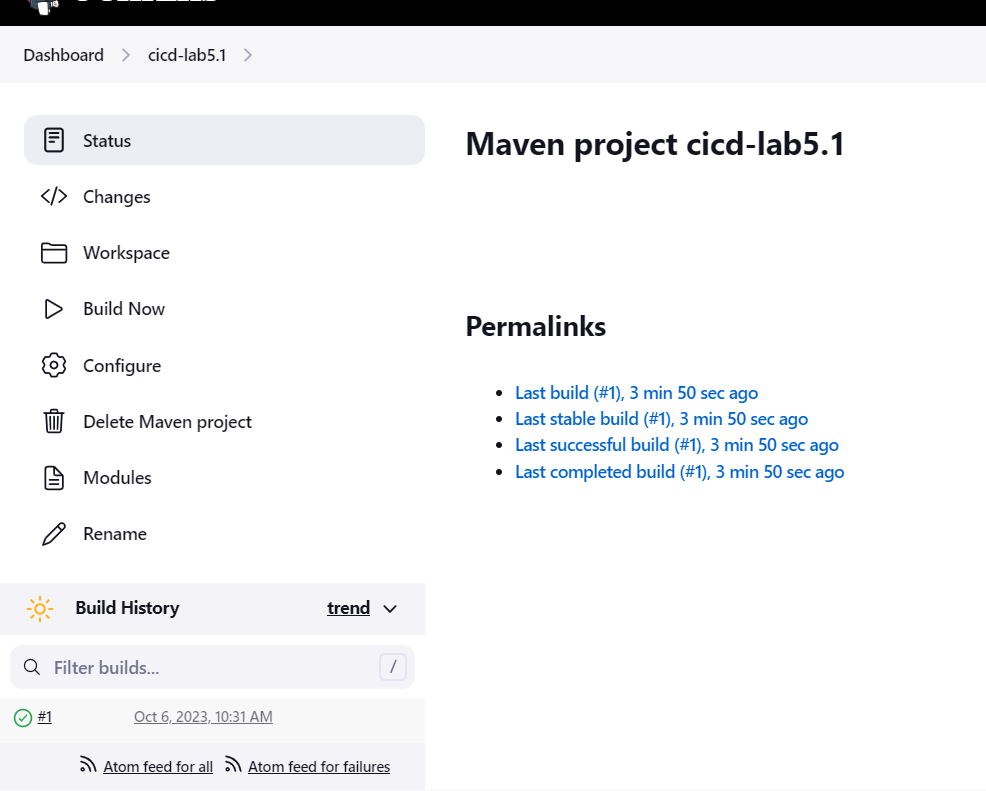 Dashboard > cicd-lab5.1 >
Status
Changes
Workspace
Build Now
Configure
Delete Maven project
Modules
Rename
Build History
trend
Filter builds...
/
#1
Oct 6, 2023, 10:31 AM
Atom feed for all
Atom feed for failures
Maven project cicd-lab5.1
Permalinks
Last build (#1), 3 min 50 sec ago
Last stable build (#1), 3 min 50 sec ago
Last successful build (#1), 3 min 50 sec ago
Last completed build (#1), 3 min 50 sec ago